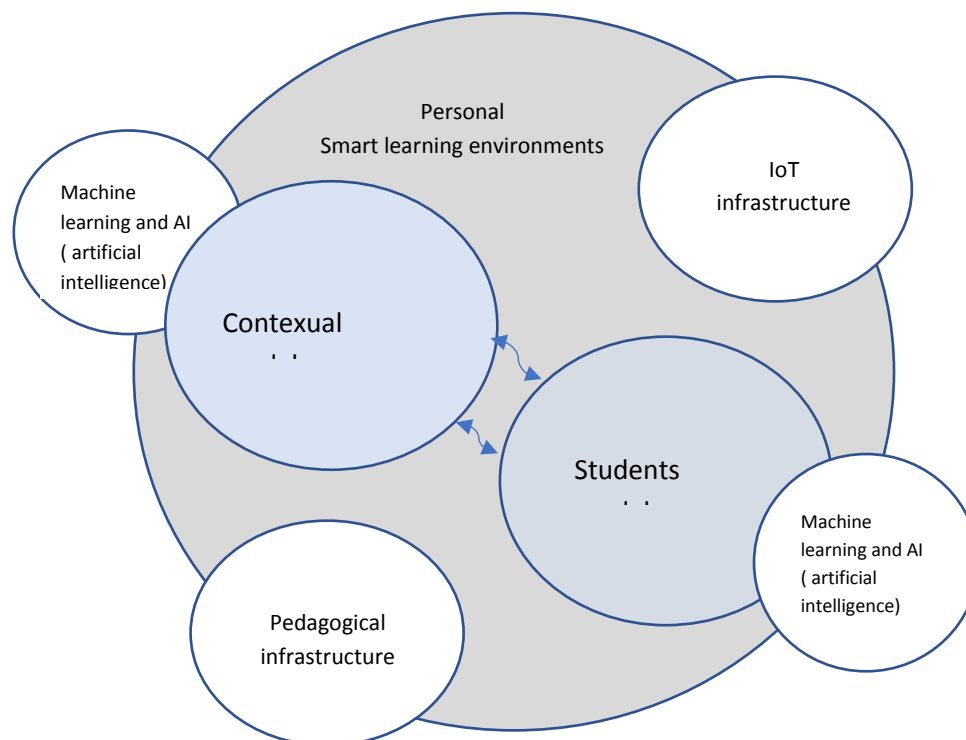 Personal
Smart learning environments
IoT
infrastructure
Machine
learning and AI
( artificial
intelligence)
Contexual
Students
Machine
learning and AI
( artificial
intelligence)
Pedagogical
infrastructure